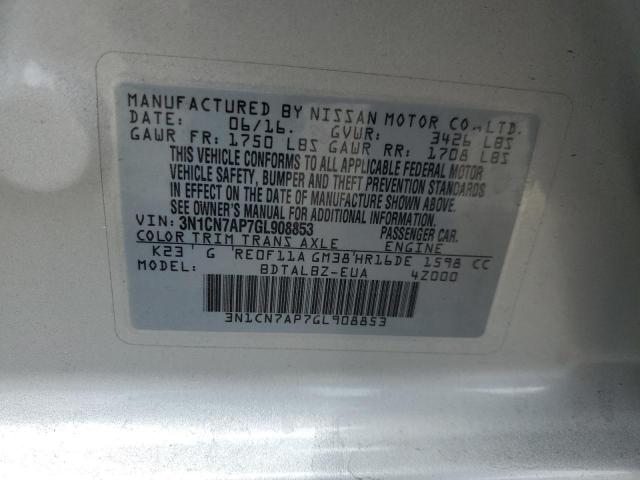 MANUFACTURED BY NISSAN MOTOR CO., LTD.
DATE: 06/16. GVWR: 3426 LBS
GAWR FR: 1750 LBS GAWR RR: 1708 LBS
THIS VEHICLE CONFORMS TO ALL APPLICABLE FEDERAL MOTOR
VEHICLE SAFETY, BUMPER AND THEFT PREVENTION STANDARDS
IN EFFECT ON THE DATE OF MANUFACTURE SHOWN ABOVE.
SEE OWNER'S MANUAL FOR ADDITIONAL INFORMATION
VIN: 3N1CN7AP7GL908853 PASSENGER CAR.
COLOR TRIM TRANS AXLE ENGINE
K23 G RE0F11A GM38 HR16DE 1598 CC
MODEL: BDTALBZ-EUA 4Z000
3N1CN7AP7GL908853